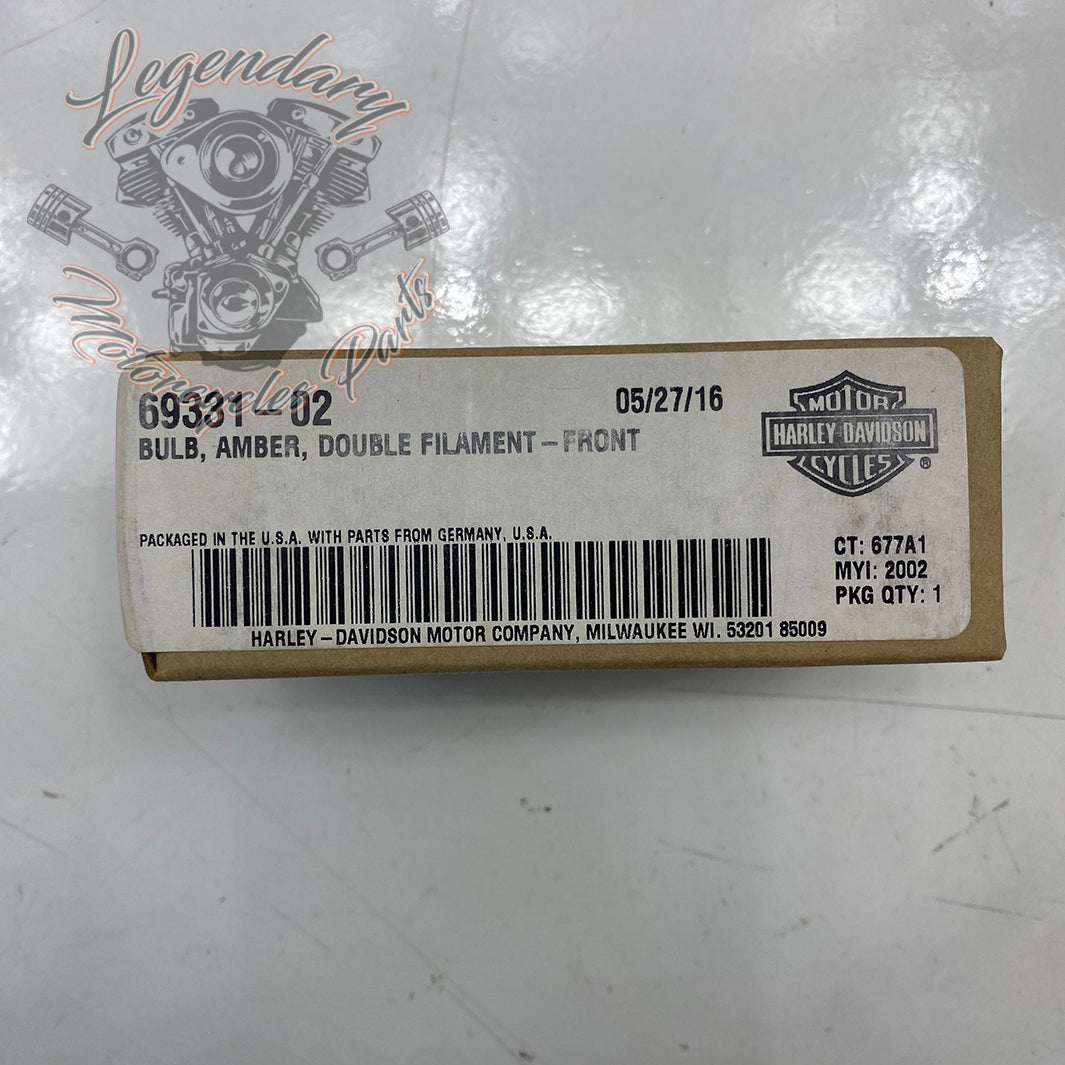 Legendary
Motorcycles Parts
69331-02
05/27/16
BULB, AMBER, DOUBLE FILAMENT-FRONT
MOTOR
HARLEY-DAVIDSON
CYCLES
®
PACKAGED IN THE U.S.A. WITH PARTS FROM GERMANY, U.S.A.
CT: 677A1
MYI: 2002
PKG QTY: 1
HARLEY-DAVIDSON MOTOR COMPANY, MILWAUKEE WI. 53201 85009